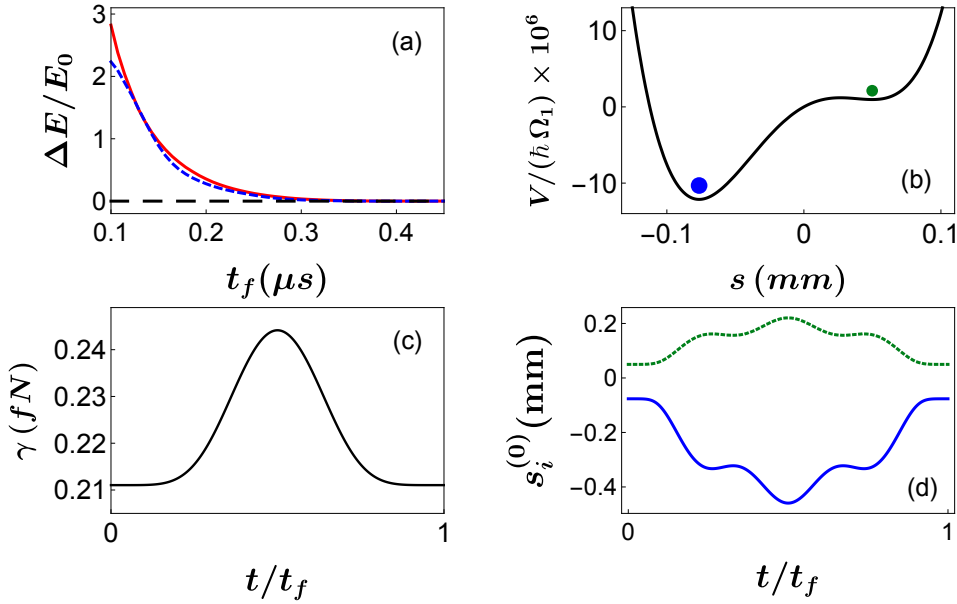 3
2
1
0
ΔE/E₀
(a)
0.1 0.2 0.3 0.4
t_f (μs)
10
0
−10
V/(ħ Ω₁) × 10⁶
(b)
−0.1 0 0.1
s (mm)
0.24
0.23
0.22
0.21
γ (fN)
(c)
0 1
t/t_f
0.2
0
-0.2
-0.4
s_i^(0) (mm)
(d)
0 1
t/t_f